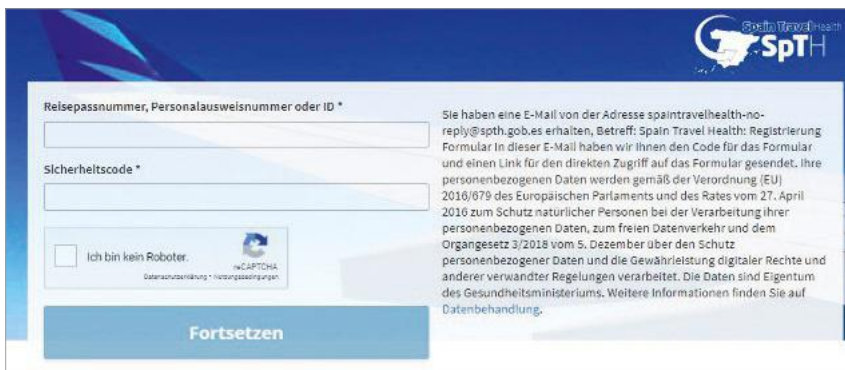 Spain Travel Health
SpTH
Reisepassnummer, Personalausweisnummer oder ID *
Sicherheitscode *
Ich bin kein Roboter.
reCAPTCHA
Datenschutzerklärung • Nutzungsbedingungen
Fortsetzen
Sie haben eine E-Mail von der Adresse spaintravelhealth-no-
reply@spth.gob.es erhalten, Betreff: Spain Travel Health: Registrierung
Formular In dieser E-Mail haben wir Ihnen den Code für das Formular
und einen Link für den direkten Zugriff auf das Formular gesendet. Ihre
personenbezogenen Daten werden gemäß der Verordnung (EU)
2016/679 des Europäischen Parlaments und des Rates vom 27. April
2016 zum Schutz natürlicher Personen bei der Verarbeitung ihrer
personenbezogenen Daten, zum freien Datenverkehr und dem
Organgesetz 3/2018 vom 5. Dezember über den Schutz
personenbezogener Daten und die Gewährleistung digitaler Rechte und
anderer verwandter Regelungen verarbeitet. Die Daten sind Eigentum
des Gesundheitsministeriums. Weitere Informationen finden Sie auf
Datenbehandlung.